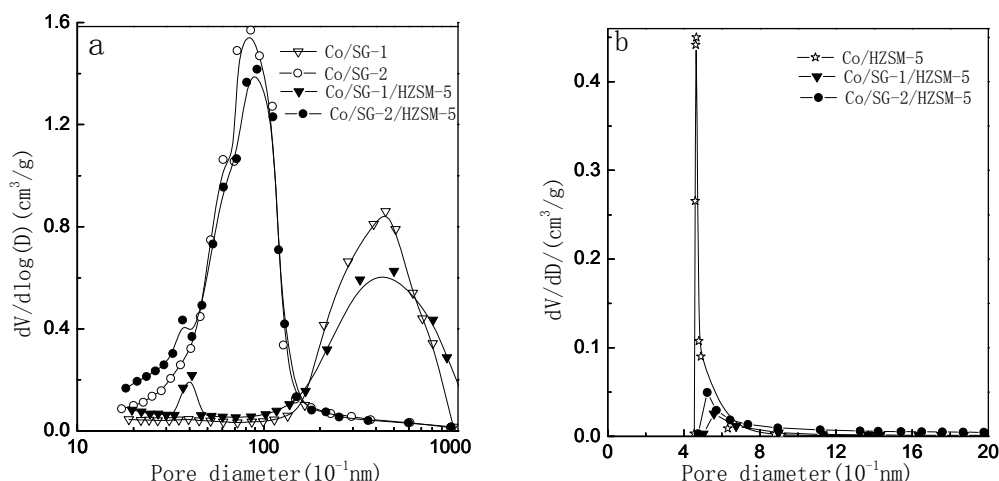 a
Co/SG-1
Co/SG-2
Co/SG-1/HZSM-5
Co/SG-2/HZSM-5
dV/dlog(D)(cm³/g)
1.6
1.2
0.8
0.4
0.0
10
100
1000
Pore diameter(10⁻¹nm)
b
Co/HZSM-5
Co/SG-1/HZSM-5
Co/SG-2/HZSM-5
dV/dD/(cm³/g)
0.4
0.3
0.2
0.1
0.0
0
4
8
12
16
20
Pore diameter(10⁻¹nm)